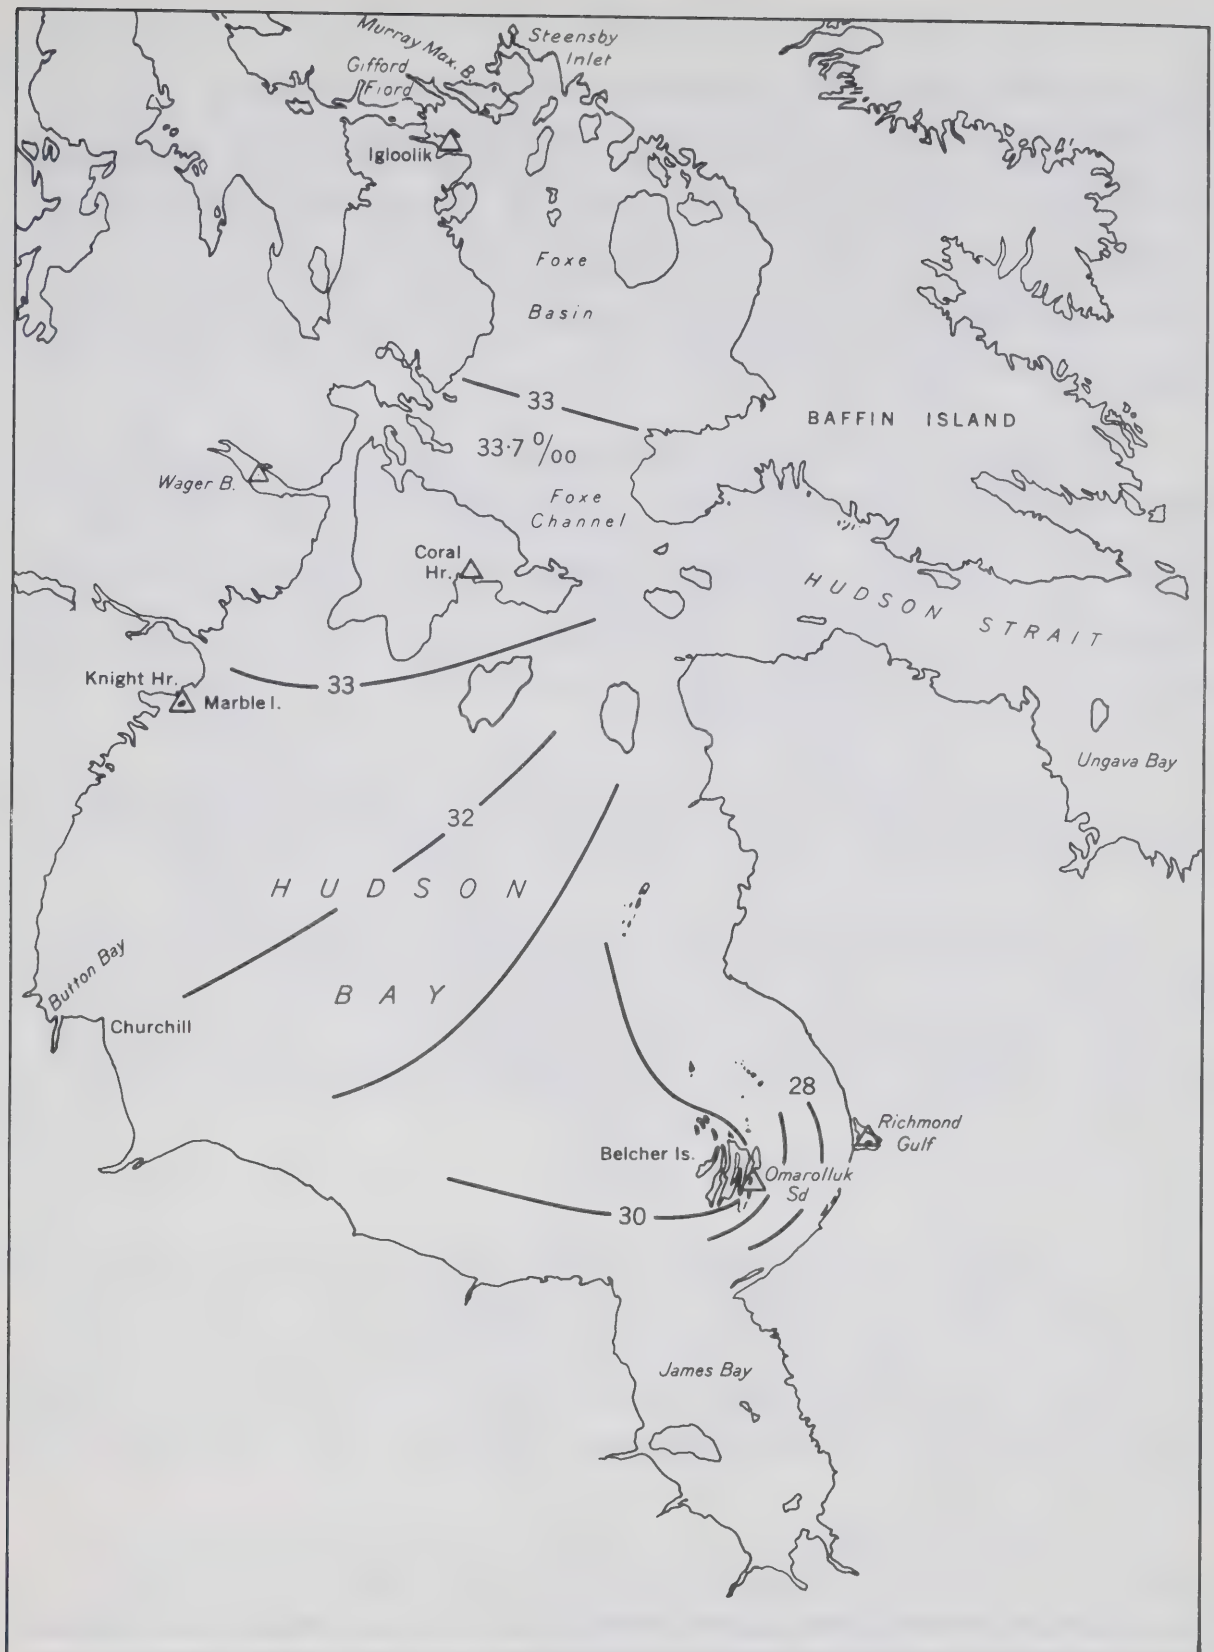 Murray Max. B.
Steensby
Inlet
Gifford
Fiord
Igloolik
Foxe
Basin
33
BAFFIN ISLAND
33·7 ‰
Wager B.
Foxe
Channel
Coral
Hr.
HUDSON STRAIT
Knight Hr.
33
Marble I.
Ungava Bay
32
HUDSON
Button Bay
BAY
Churchill
28
Richmond
Gulf
Belcher Is.
Omarolluk
Sd
30
James Bay